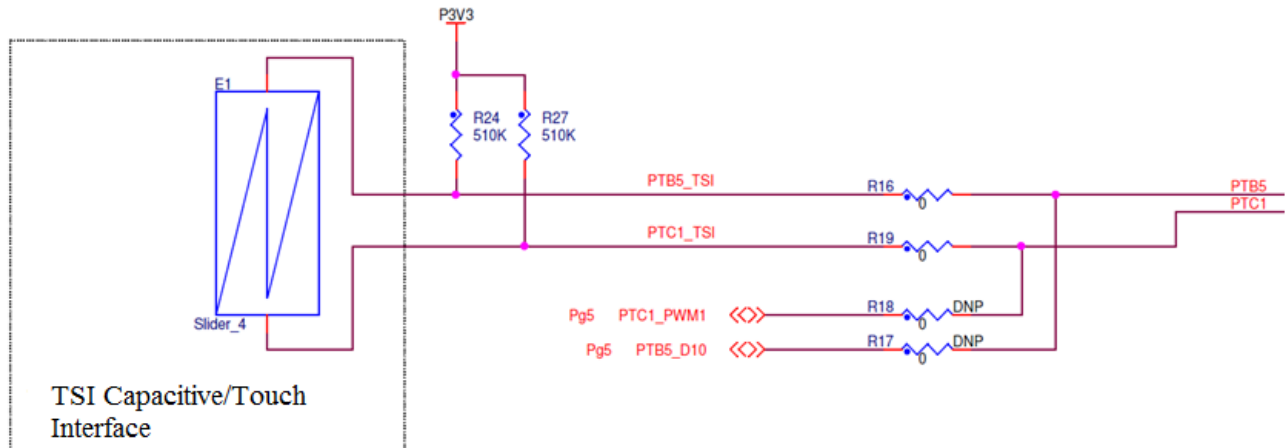 P3V3
E1
R24
510K
R27
510K
PTB5_TSI
R16
0
PTB5
PTC1
PTC1_TSI
R19
0
Pg5 PTC1_PWM1
R18
0
DNP
Pg5 PTB5_D10
R17
0
DNP
Slider_4
TSI Capacitive/Touch
Interface